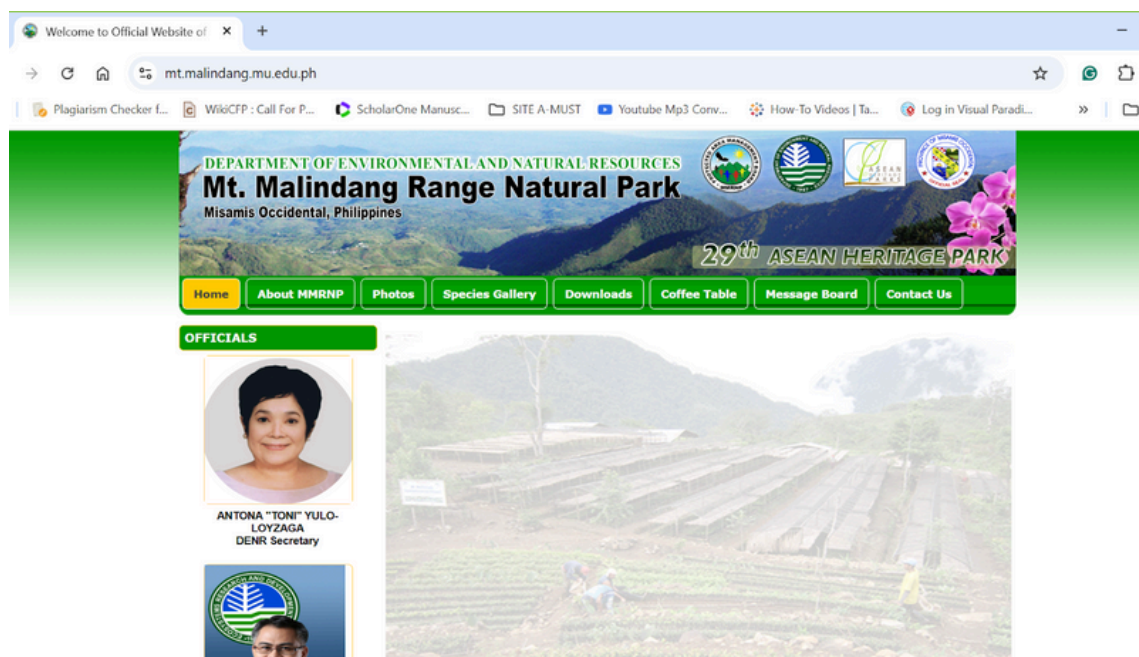 Welcome to Official Website of
mt.malindang.mu.edu.ph
Plagiarism Checker f... WikiCFP : Call For P... ScholarOne Manusc... SITE A-MUST Youtube Mp3 Conv... How-To Videos | Ta... Log in Visual Paradi...
DEPARTMENT OF ENVIRONMENTAL AND NATURAL RESOURCES
Mt. Malindang Range Natural Park
Misamis Occidental, Philippines
ASEAN
29th ASEAN HERITAGE PARK
Home About MMRNP Photos Species Gallery Downloads Coffee Table Message Board Contact Us
OFFICIALS
ANTONA "TONI" YULO-
LOYZAGA
DENR Secretary